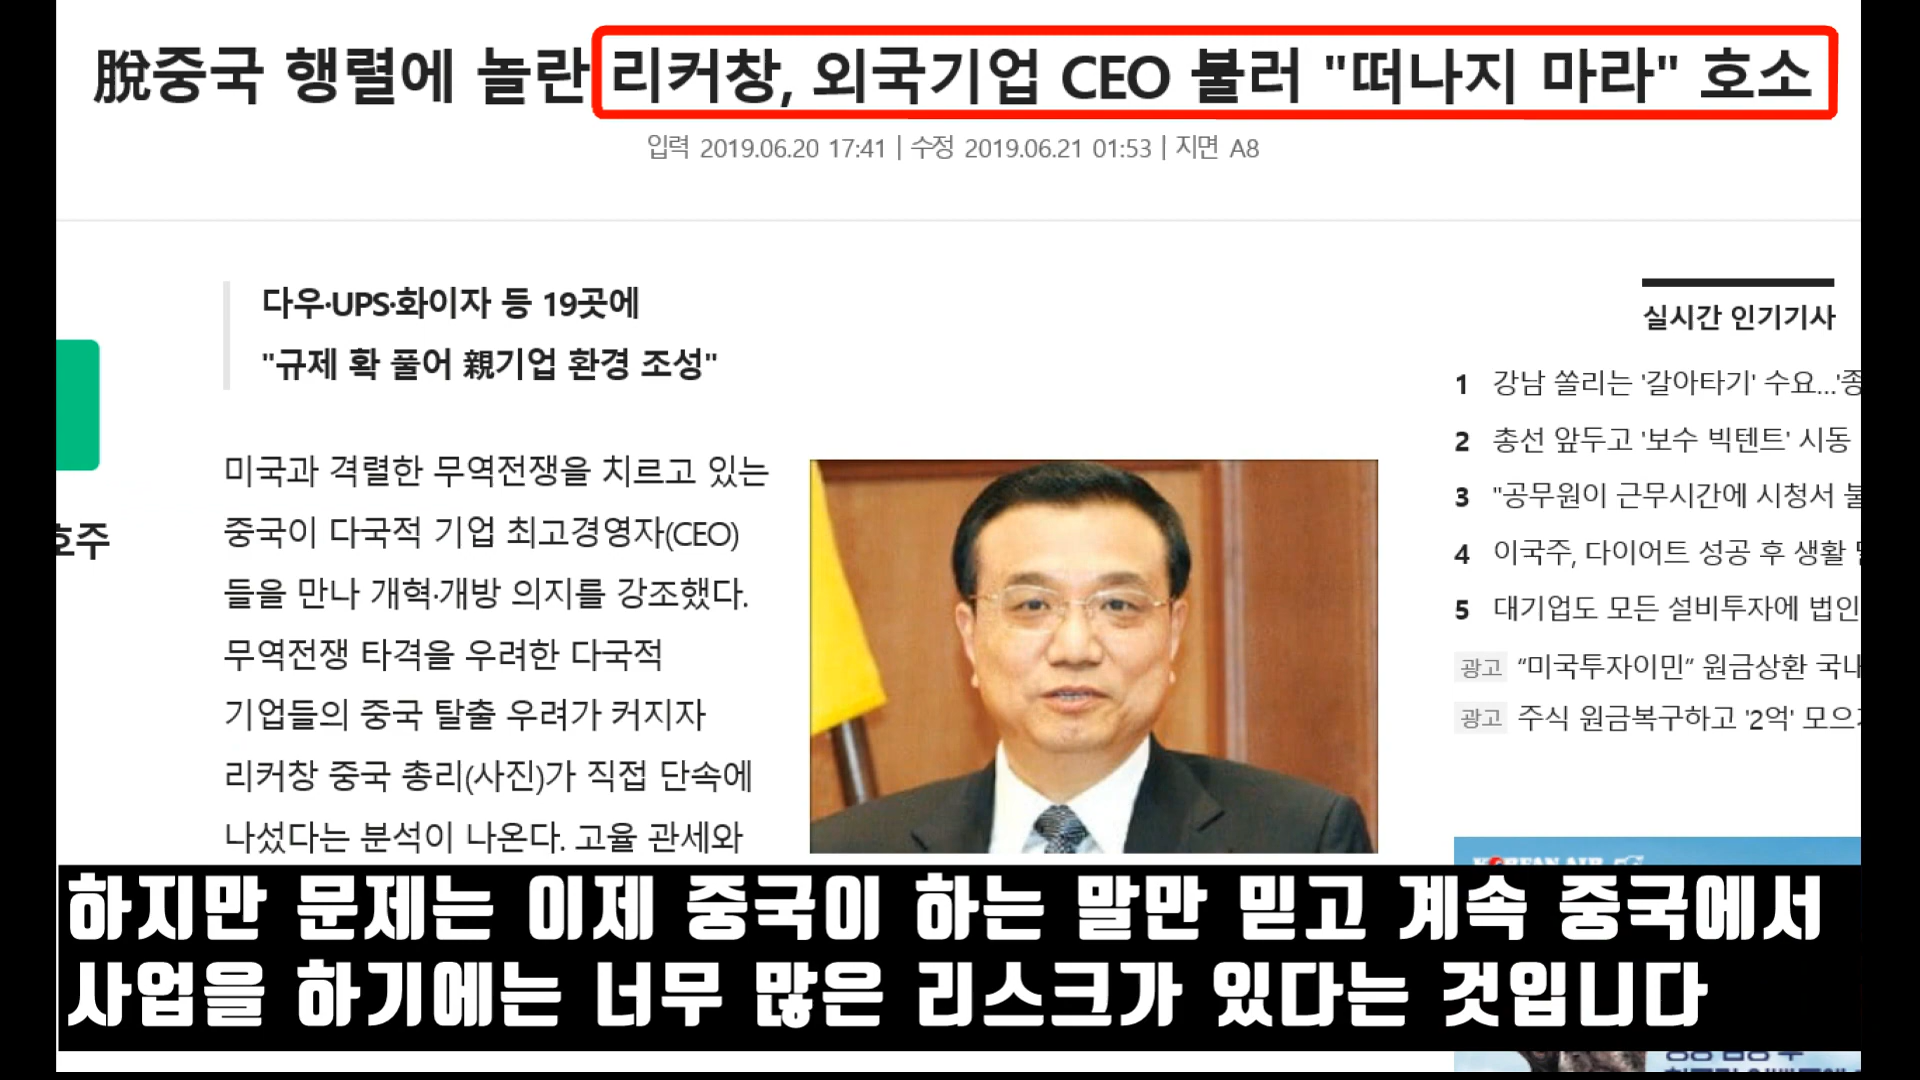 脫중국 행렬에 놀란 리커창, 외국기업 CEO 불러 "떠나지 마라" 호소
입력 2019.06.20 17:41 | 수정 2019.06.21 01:53 | 지면 A8
다우·UPS·화이자 등 19곳에
"규제 확 풀어 親기업 환경 조성"
호주
미국과 격렬한 무역전쟁을 치르고 있는
중국이 다국적 기업 최고경영자(CEO)
들을 만나 개혁·개방 의지를 강조했다.
무역전쟁 타격을 우려한 다국적
기업들의 중국 탈출 우려가 커지자
리커창 중국 총리(사진)가 직접 단속에
나섰다는 분석이 나온다. 고율 관세와
실시간 인기기사
1 강남 쏠리는 '갈아타기' 수요...'종
2 총선 앞두고 '보수 빅텐트' 시동
3 "공무원이 근무시간에 시청서 불
4 이국주, 다이어트 성공 후 생활
5 대기업도 모든 설비투자에 법인
광고 “미국투자이민” 원금상환 국내
광고 주식 원금복구하고 '2억' 모으
KOREAN AIR
하지만 문제는 이제 중국이 하는 말만 믿고 계속 중국에서
사업을 하기에는 너무 많은 리스크가 있다는 것입니다